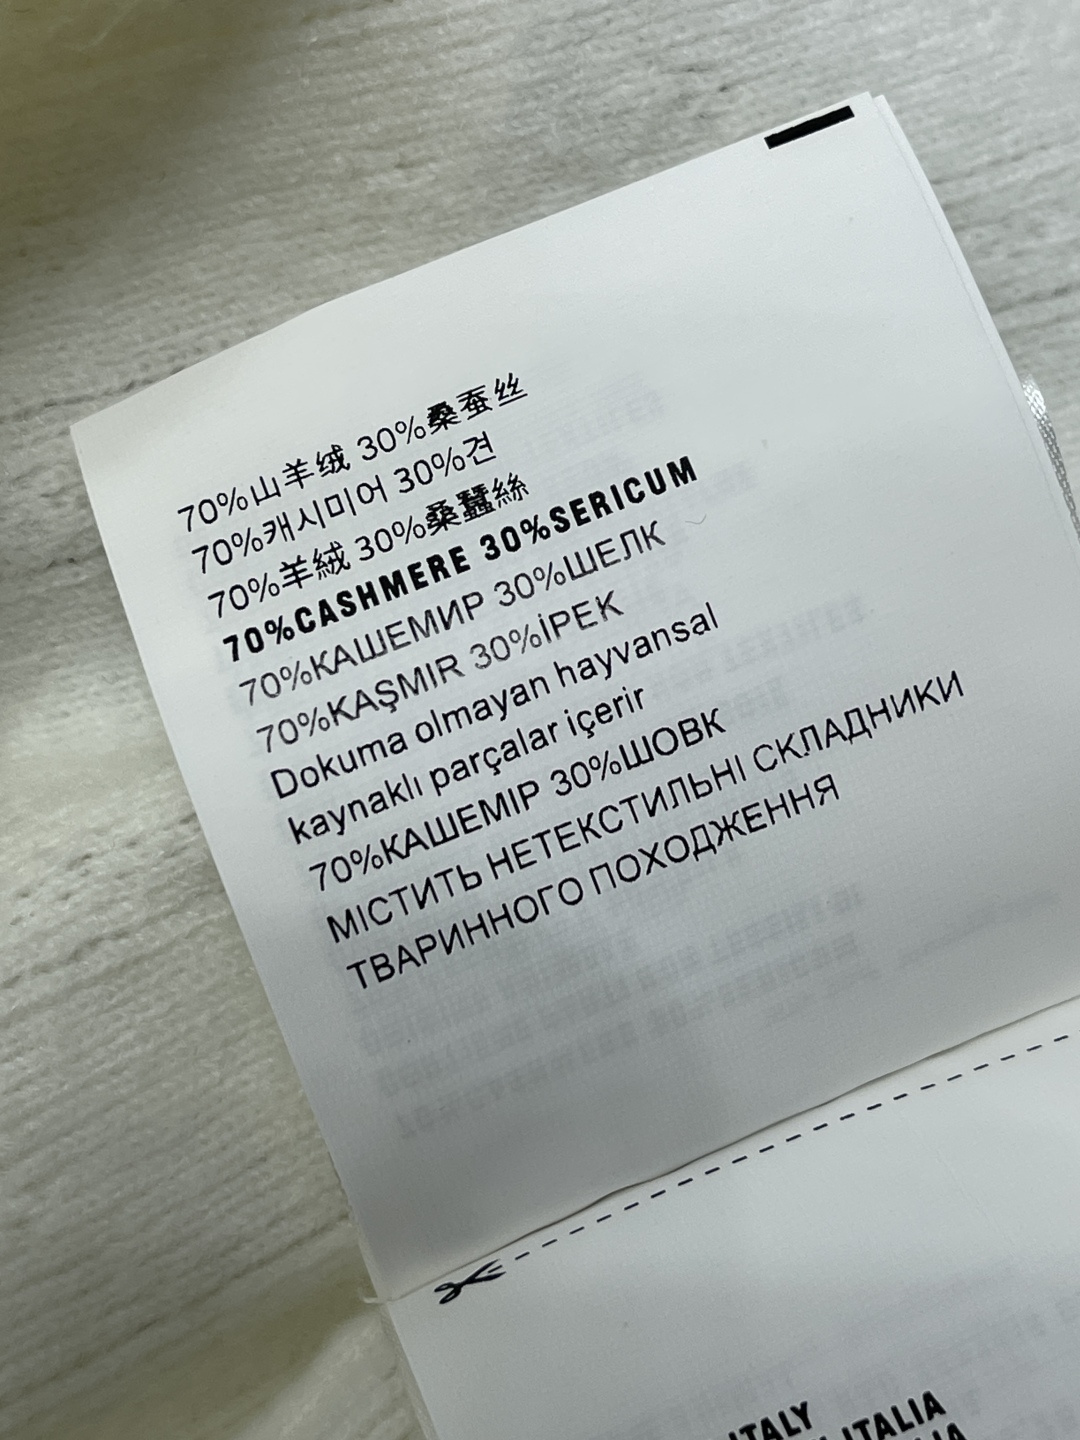 70%山羊绒 30%桑蚕丝
70%캐시미어 30%견
70%羊絨 30%桑蠶絲
70%CASHMERE 30%SERICUM
70%КАШЕМИР 30%ШЕЛК
70%KAŞMIR 30%İPEK
Dokuma olmayan hayvansal
kaynaklı parçalar içerir
70%КАШЕМІР 30%ШОВК
МІСТИТЬ НЕТЕКСТИЛЬНІ СКЛАДНИКИ
ТВАРИННОГО ПОХОДЖЕННЯ
ITALY
ITALIA